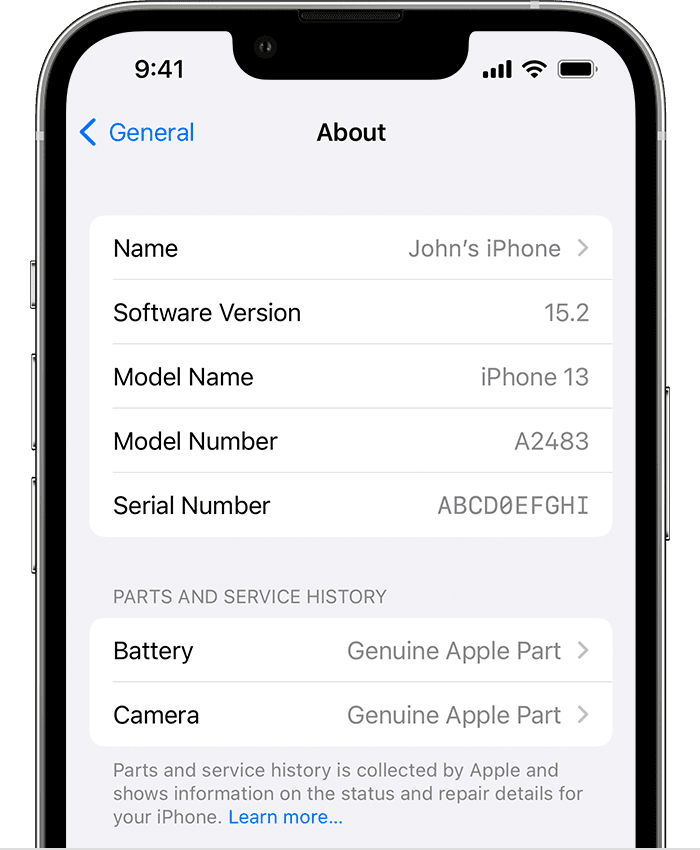 9:41
General
About
Name John’s iPhone
Software Version 15.2
Model Name iPhone 13
Model Number A2483
Serial Number ABCD0EFGHI
PARTS AND SERVICE HISTORY
Battery Genuine Apple Part
Camera Genuine Apple Part
Parts and service history is collected by Apple and
shows information on the status and repair details for
your iPhone. Learn more...